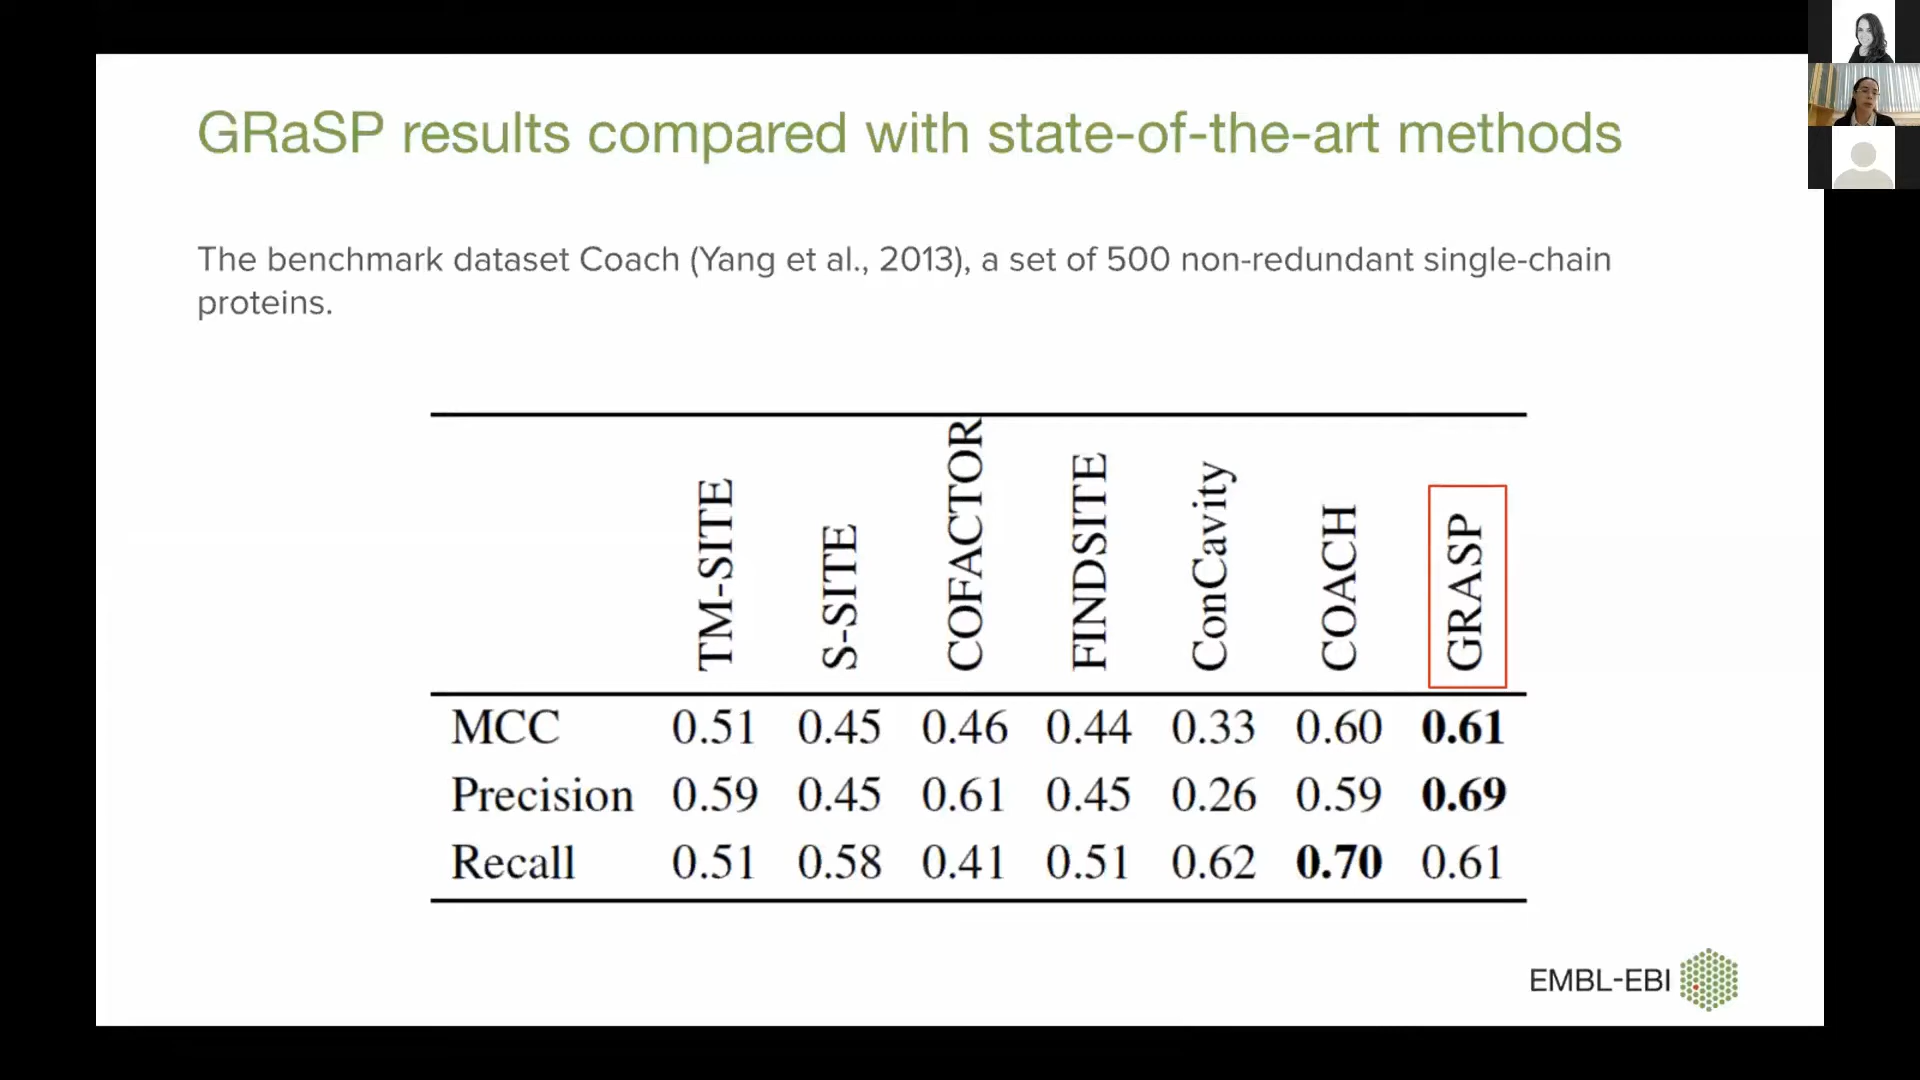 GRaSP results compared with state-of-the-art methods
The benchmark dataset Coach (Yang et al., 2013), a set of 500 non-redundant single-chain
proteins.
TM-SITE S-SITE COFACTOR FINDSITE ConCavity COACH GRASP
MCC 0.51 0.45 0.46 0.44 0.33 0.60 0.61
Precision 0.59 0.45 0.61 0.45 0.26 0.59 0.69
Recall 0.51 0.58 0.41 0.51 0.62 0.70 0.61
EMBL-EBI